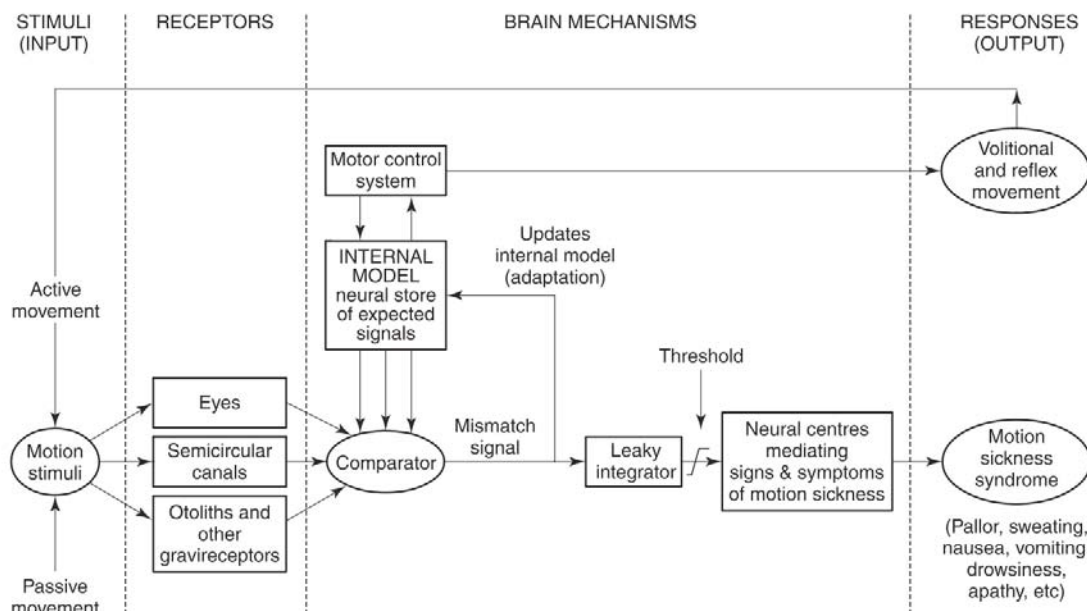 STIMULI
(INPUT)
RECEPTORS
BRAIN MECHANISMS
RESPONSES
(OUTPUT)
Motor control
system
Volitional
and reflex
movement
INTERNAL
MODEL
neural store
of expected
signals
Updates
internal model
(adaptation)
Active
movement
Threshold
Eyes
Motion
stimuli
Semicircular
canals
Comparator
Mismatch
signal
Leaky
integrator
Neural centres
mediating
signs & symptoms
of motion sickness
Motion
sickness
syndrome
Otoliths and
other
gravireceptors
(Pallor, sweating,
nausea, vomiting,
drowsiness,
apathy, etc)
Passive
movement